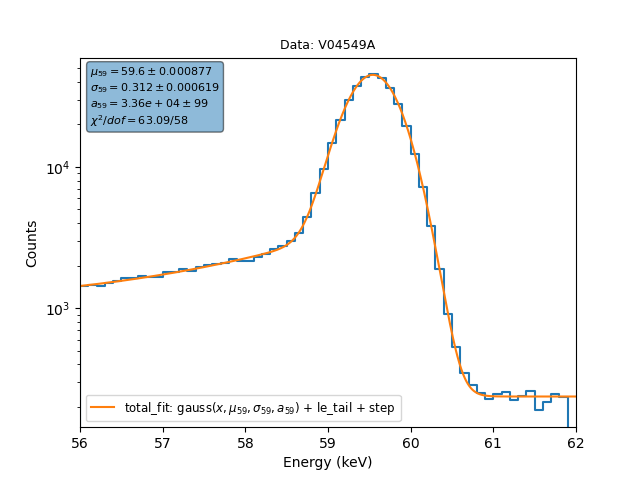 Data: V04549A
μ₅₉ = 59.6 ± 0.000877
σ₅₉ = 0.312 ± 0.000619
a₅₉ = 3.36e + 04 ± 99
χ²/dof = 63.09/58
Counts
10⁴
10³
total_fit: gauss(x, μ₅₉, σ₅₉, a₅₉) + le_tail + step
56 57 58 59 60 61 62
Energy (keV)